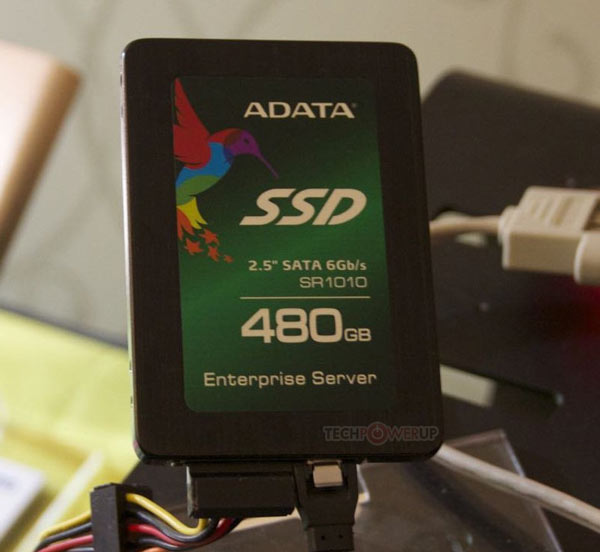 ADATA®
SSD
2.5" SATA 6Gb/s
SR1010
480GB
Enterprise Server
TECHPOWERUP